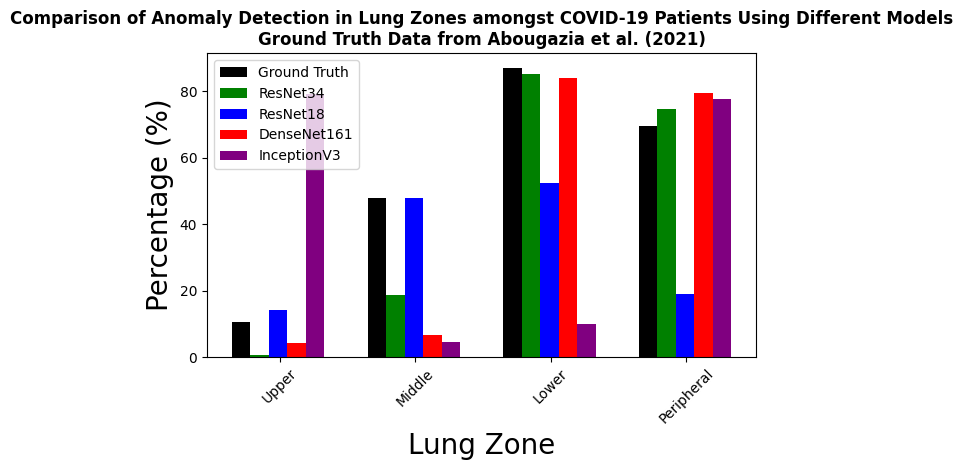 Comparison of Anomaly Detection in Lung Zones amongst COVID-19 Patients Using Different Models
Ground Truth Data from Abougazia et al. (2021)
Ground Truth
ResNet34
ResNet18
DenseNet161
InceptionV3
Percentage (%)
80
60
40
20
0
Upper
Middle
Lower
Peripheral
Lung Zone